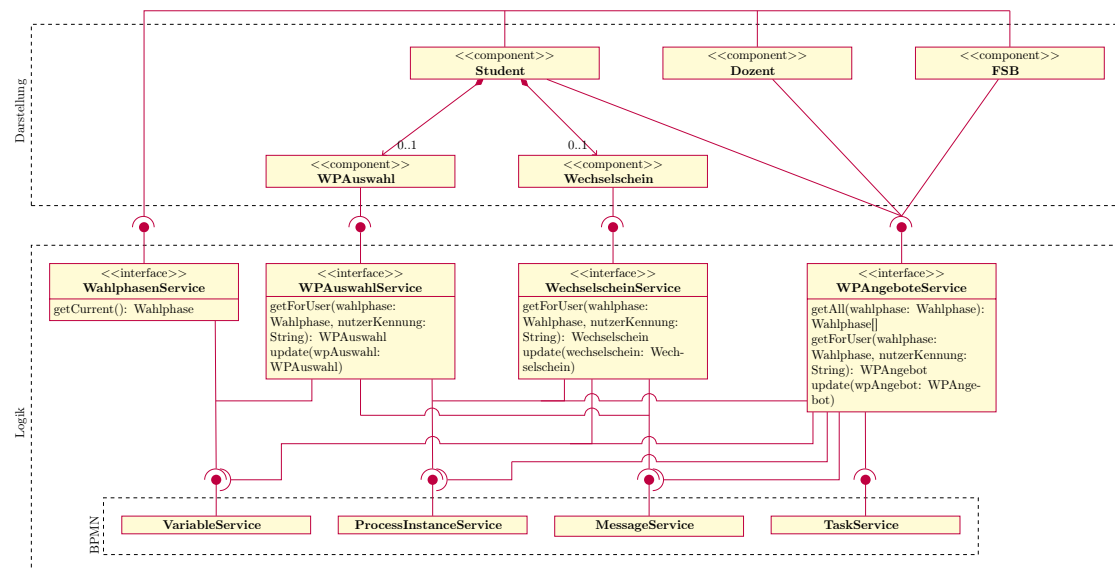 Darstellung
<<component>>
Student
<<component>>
Dozent
<<component>>
FSB
0..1
0..1
<<component>>
WPAuswahl
<<component>>
Wechselschein
Logik
<<interface>>
WahlphasenService
getCurrent(): Wahlphase
<<interface>>
WPAuswahlService
getForUser(wahlphase:
Wahlphase, nutzerKennung:
String): WPAuswahl
update(wpAuswahl:
WPAuswahl)
<<interface>>
WechselscheinService
getForUser(wahlphase:
Wahlphase, nutzerKennung:
String): Wechselschein
update(wechselschein: Wech-
selschein)
<<interface>>
WPAngeboteService
getAll(wahlphase: Wahlphase):
Wahlphase[]
getForUser(wahlphase:
Wahlphase, nutzerKennung:
String): WPAngebot
update(wpAngebot: WPAnge-
bot)
BPMN
VariableService
ProcessInstanceService
MessageService
TaskService